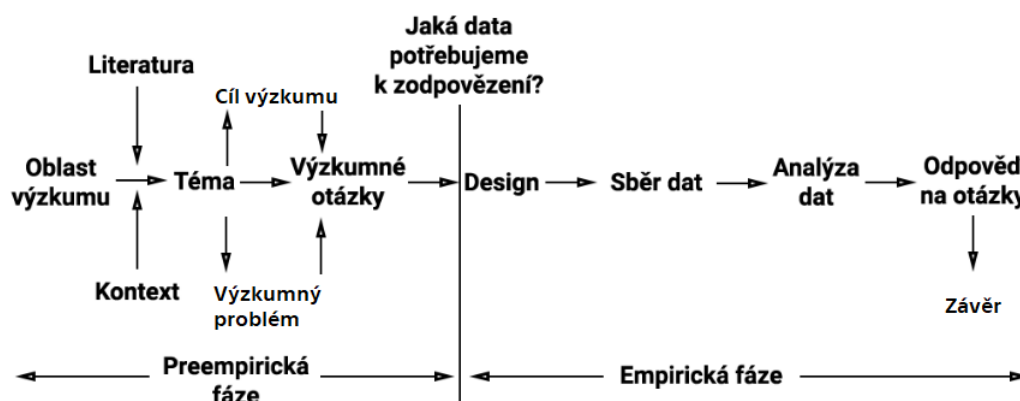 Jaká data
potřebujeme
k zodpovězení?
Literatura
Cíl výzkumu
Oblast
výzkumu
Téma
Výzkumné
otázky
Design
Sběr dat
Analýza
dat
Odpověd
na otázky
Kontext
Výzkumný
problém
Závěr
Preempirická
fáze
Empirická fáze